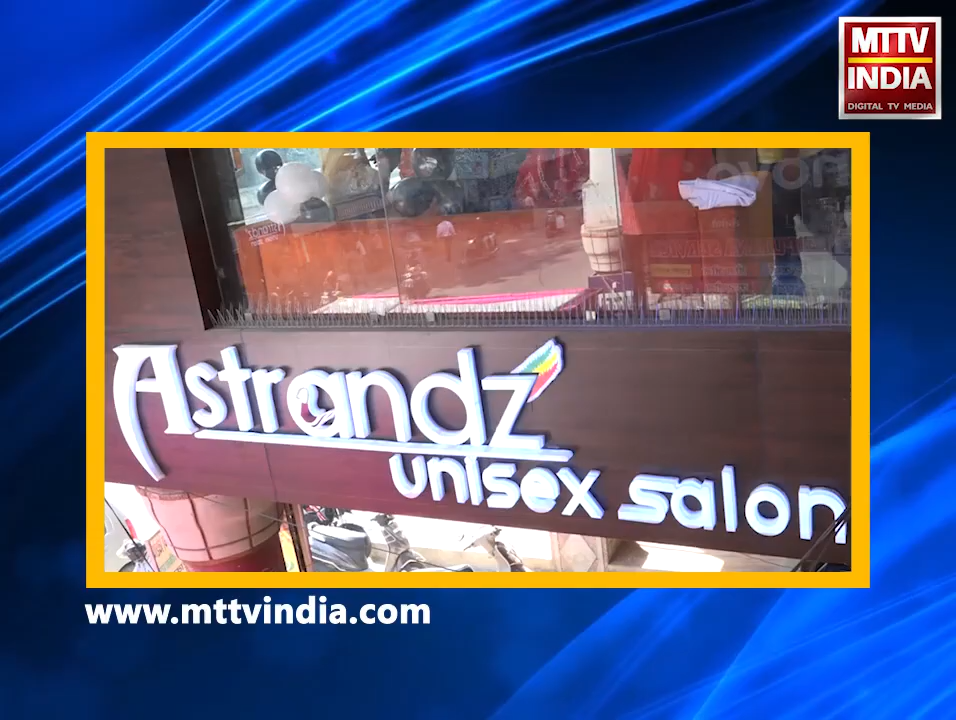 MTTV
INDIA
DIGITAL TV MEDIA
Astrandz
unisex salon
www.mttvindia.com